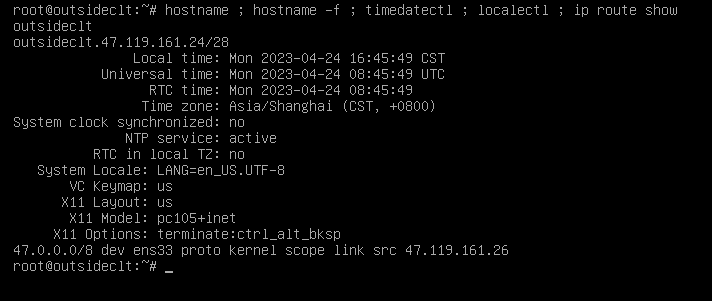 root@outsideclt:~# hostname ; hostname -f ; timedatectl ; localectl ; ip route show
outsideclt
outsideclt.47.119.161.24/28
Local time: Mon 2023-04-24 16:45:49 CST
Universal time: Mon 2023-04-24 08:45:49 UTC
RTC time: Mon 2023-04-24 08:45:49
Time zone: Asia/Shanghai (CST, +0800)
System clock synchronized: no
NTP service: active
RTC in local TZ: no
System Locale: LANG=en_US.UTF-8
VC Keymap: us
X11 Layout: us
X11 Model: pc105+inet
X11 Options: terminate:ctrl_alt_bksp
47.0.0.0/8 dev ens33 proto kernel scope link src 47.119.161.26
root@outsideclt:~# _